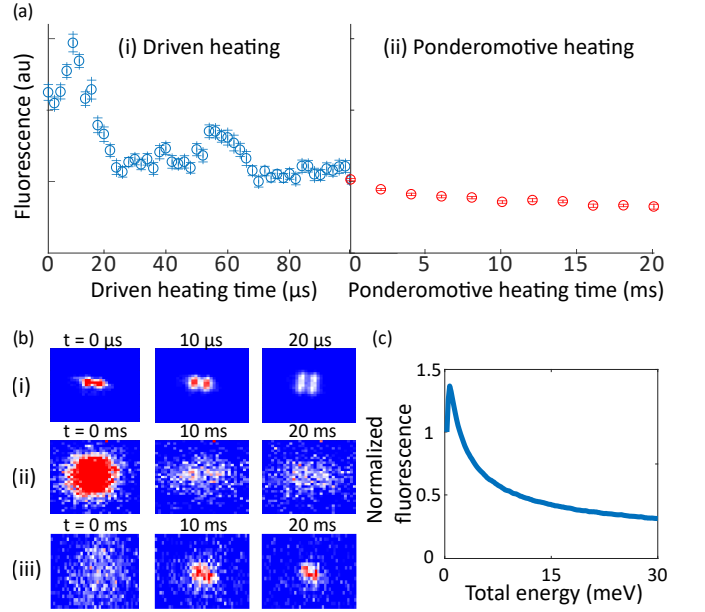 (a)
(i) Driven heating
(ii) Ponderomotive heating
Fluorescence (au)
0 20 40 60 80 0 5 10 15 20
Driven heating time (μs)
Ponderomotive heating time (ms)
(b)
t = 0 μs 10 μs 20 μs
(i)
t = 0 ms 10 ms 20 ms
(ii)
t = 0 ms 10 ms 20 ms
(iii)
(c)
1.5
1
0.5
0
Normalized
fluorescence
0 15 30
Total energy (meV)